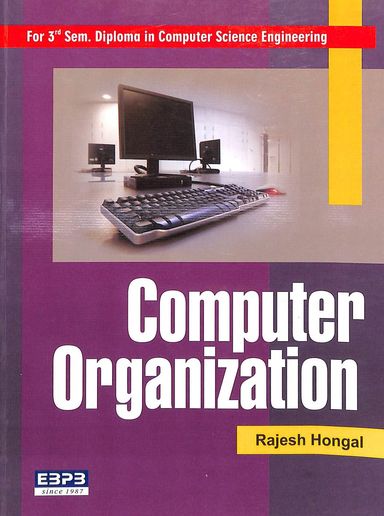 For 3rd Sem. Diploma in Computer Science Engineering
Computer
Organization
Rajesh Hongal
EBPB
since 1987